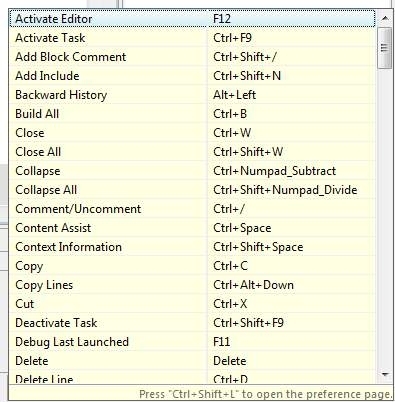 Activate Editor F12
Activate Task Ctrl+F9
Add Block Comment Ctrl+Shift+/
Add Include Ctrl+Shift+N
Backward History Alt+Left
Build All Ctrl+B
Close Ctrl+W
Close All Ctrl+Shift+W
Collapse Ctrl+Numpad_Subtract
Collapse All Ctrl+Shift+Numpad_Divide
Comment/Uncomment Ctrl+/
Content Assist Ctrl+Space
Context Information Ctrl+Shift+Space
Copy Ctrl+C
Copy Lines Ctrl+Alt+Down
Cut Ctrl+X
Deactivate Task Ctrl+Shift+F9
Debug Last Launched F11
Delete Delete
Delete Line Ctrl+D
Press "Ctrl+Shift+L" to open the preference page.